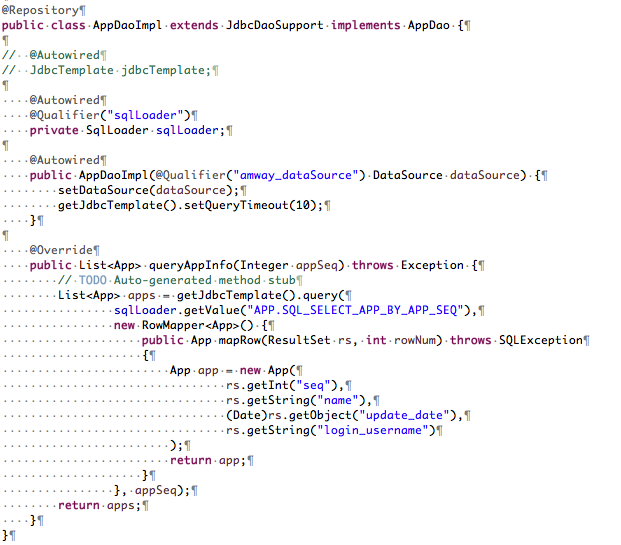 @Repository¶
public class AppDaoImpl extends JdbcDaoSupport implements AppDao {¶
¶
//··@Autowired¶
//··JdbcTemplate jdbcTemplate;¶
¶
····@Autowired¶
····@Qualifier("sqlLoader")¶
····private SqlLoader sqlLoader;¶
¶
····@Autowired¶
····public AppDaoImpl(@Qualifier("amway_dataSource") DataSource dataSource) {¶
········setDataSource(dataSource);¶
········getJdbcTemplate().setQueryTimeout(10);¶
····}¶
¶
····@Override¶
····public List<App> queryAppInfo(Integer appSeq) throws Exception {¶
········// TODO Auto-generated method stub¶
········List<App> apps = getJdbcTemplate().query(¶
················sqlLoader.getValue("APP.SQL_SELECT_APP_BY_APP_SEQ"),¶
················new RowMapper<App>() {¶
····················public App mapRow(ResultSet rs, int rowNum) throws SQLException¶
····················{¶
························App app = new App(¶
································rs.getInt("seq"),¶
································rs.getString("name"),¶
································(Date)rs.getObject("update_date"),¶
································rs.getString("login_username")¶
························);¶
························return app;¶
····················}¶
················}, appSeq);¶
········return apps;¶
····}¶
}¶